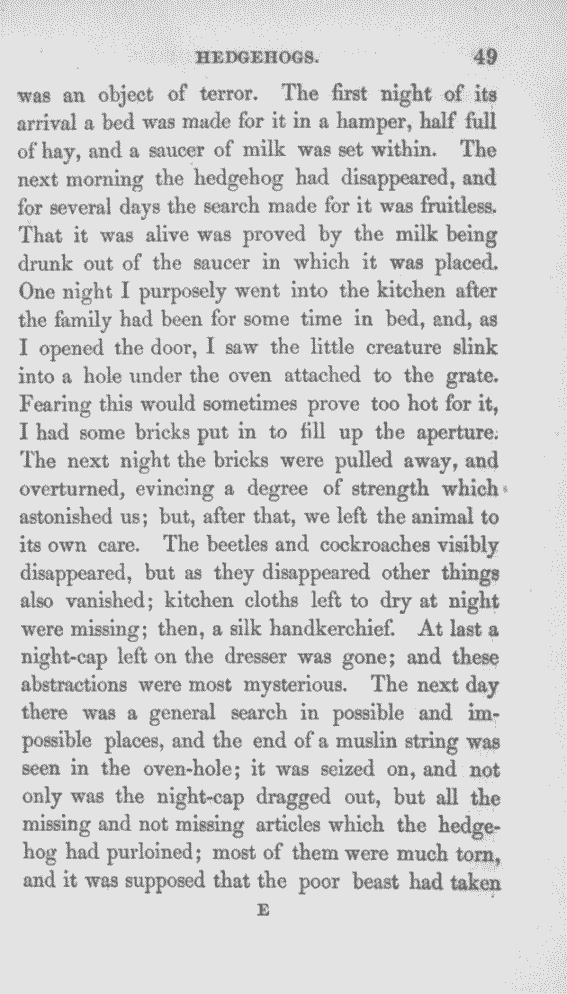 HEDGEHOGS. 49
was an object of terror. The first night of its
arrival a bed was made for it in a hamper, half full
of hay, and a saucer of milk was set within. The
next morning the hedgehog had disappeared, and
for several days the search made for it was fruitless.
That it was alive was proved by the milk being
drunk out of the saucer in which it was placed.
One night I purposely went into the kitchen after
the family had been for some time in bed, and, as
I opened the door, I saw the little creature slink
into a hole under the oven attached to the grate.
Fearing this would sometimes prove too hot for it,
I had some bricks put in to fill up the aperture.
The next night the bricks were pulled away, and
overturned, evincing a degree of strength which
astonished us; but, after that, we left the animal to
its own care. The beetles and cockroaches visibly
disappeared, but as they disappeared other things
also vanished; kitchen cloths left to dry at night
were missing; then, a silk handkerchief. At last a
night-cap left on the dresser was gone; and these
abstractions were most mysterious. The next day
there was a general search in possible and im-
possible places, and the end of a muslin string was
seen in the oven-hole; it was seized on, and not
only was the night-cap dragged out, but all the
missing and not missing articles which the hedge-
hog had purloined; most of them were much torn,
and it was supposed that the poor beast had taken
E